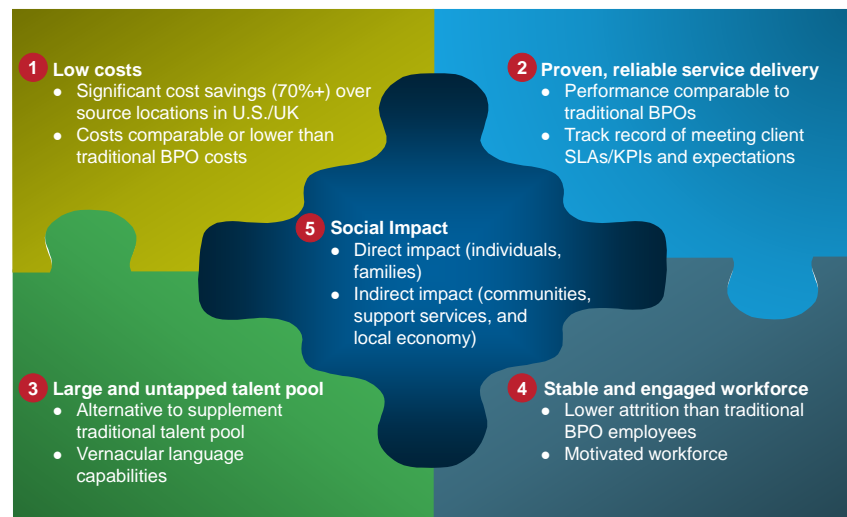 1 Low costs
● Significant cost savings (70%+) over
source locations in U.S./UK
● Costs comparable or lower than
traditional BPO costs
2 Proven, reliable service delivery
● Performance comparable to
traditional BPOs
● Track record of meeting client
SLAs/KPIs and expectations
5 Social Impact
● Direct impact (individuals,
families)
● Indirect impact (communities,
support services, and
local economy)
3 Large and untapped talent pool
● Alternative to supplement
traditional talent pool
● Vernacular language
capabilities
4 Stable and engaged workforce
● Lower attrition than traditional
BPO employees
● Motivated workforce